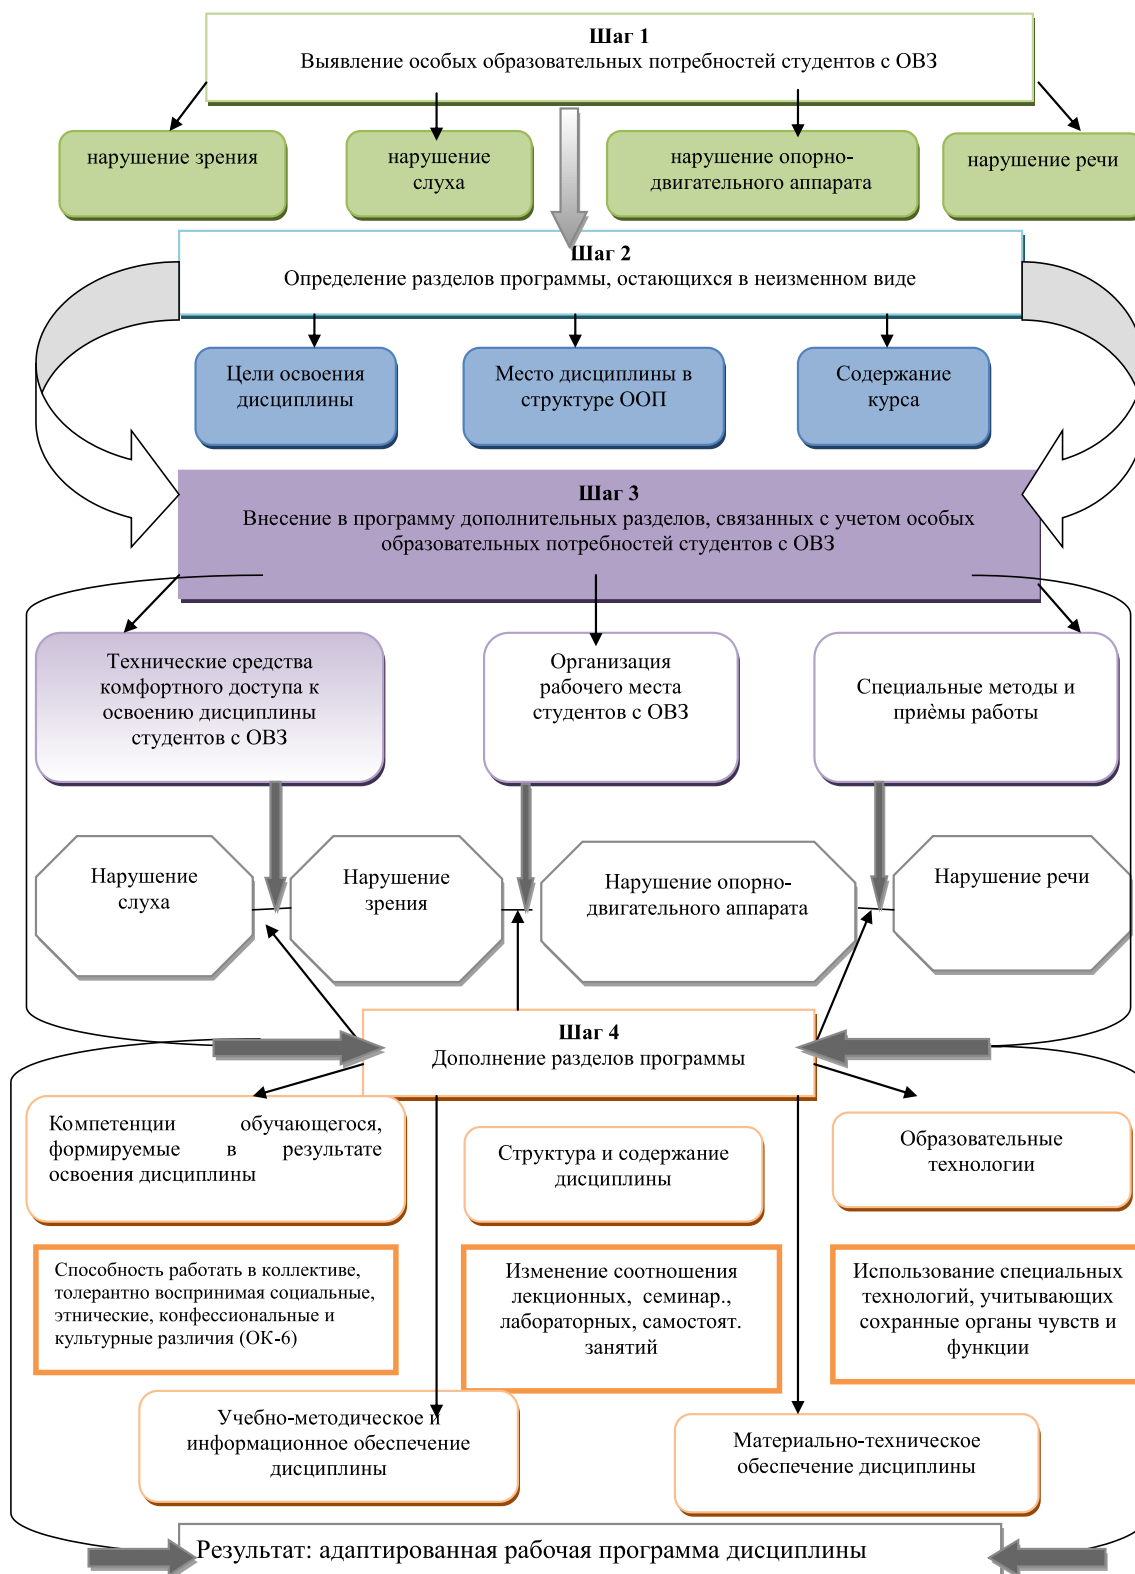 Шаг 1
Выявление особых образовательных потребностей студентов с ОВЗ
нарушение зрения
нарушение
слуха
нарушение опорно-
двигательного аппарата
нарушение речи
Шаг 2
Определение разделов программы, остающихся в неизменном виде
Цели освоения
дисциплины
Место дисциплины в
структуре ООП
Содержание
курса
Шаг 3
Внесение в программу дополнительных разделов, связанных с учетом особых
образовательных потребностей студентов с ОВЗ
Технические средства
комфортного доступа к
освоению дисциплины
студентов с ОВЗ
Организация
рабочего места
студентов с ОВЗ
Специальные методы и
приѐмы работы
Нарушение
слуха
Нарушение
зрения
Нарушение опорно-
двигательного аппарата
Нарушение речи
Шаг 4
Дополнение разделов программы
Компетенции обучающегося,
формируемые в результате
освоения дисциплины
Структура и содержание
дисциплины
Образовательные
технологии
Способность работать в коллективе,
толерантно воспринимая социальные,
этнические, конфессиональные и
культурные различия (ОК-6)
Изменение соотношения
лекционных, семинар.,
лабораторных, самостоят.
занятий
Использование специальных
технологий, учитывающих
сохранные органы чувств и
функции
Учебно-методическое и
информационное обеспечение
дисциплины
Материально-техническое
обеспечение дисциплины
Результат: адаптированная рабочая программа дисциплины